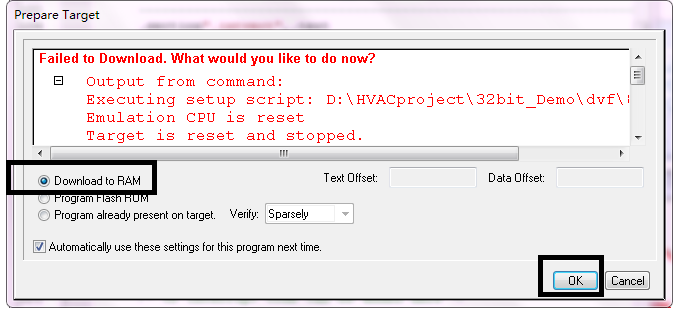 Prepare Target
Failed to Download. What would you like to do now?
Output from command:
Executing setup script: D:\HVACproject\32bit_Demo\dvf\
Emulation CPU is reset
Target is reset and stopped.
Download to RAM
Text Offset:
Data Offset:
Program Flash ROM
Program already present on target.
Verify:
Sparsely
Automatically use these settings for this program next time.
OK
Cancel